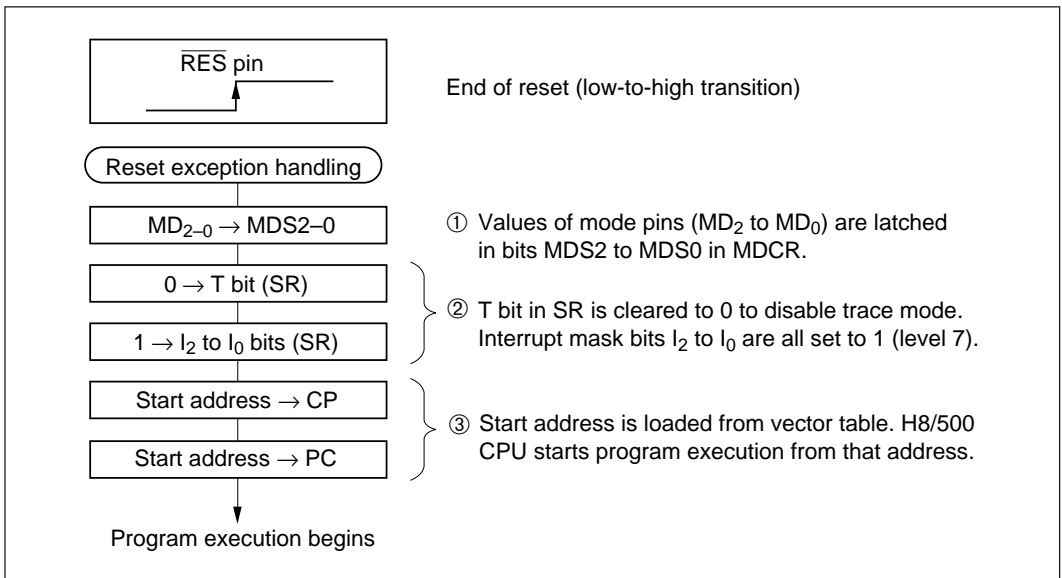 R̅E̅S̅ pin
End of reset (low-to-high transition)
Reset exception handling
MD₂₋₀ → MDS2–0
① Values of mode pins (MD₂ to MD₀) are latched
in bits MDS2 to MDS0 in MDCR.
0 → T bit (SR)
1 → I₂ to I₀ bits (SR)
② T bit in SR is cleared to 0 to disable trace mode.
Interrupt mask bits I₂ to I₀ are all set to 1 (level 7).
Start address → CP
Start address → PC
③ Start address is loaded from vector table. H8/500
CPU starts program execution from that address.
Program execution begins